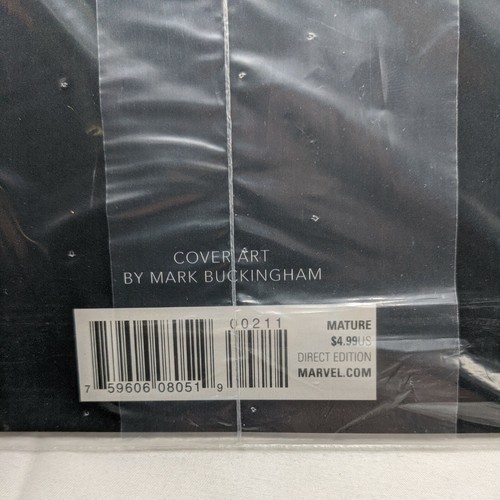 COVER ART
BY MARK BUCKINGHAM
00211
MATURE
$4.99US
DIRECT EDITION
MARVEL.COM
7 59606 08051 9